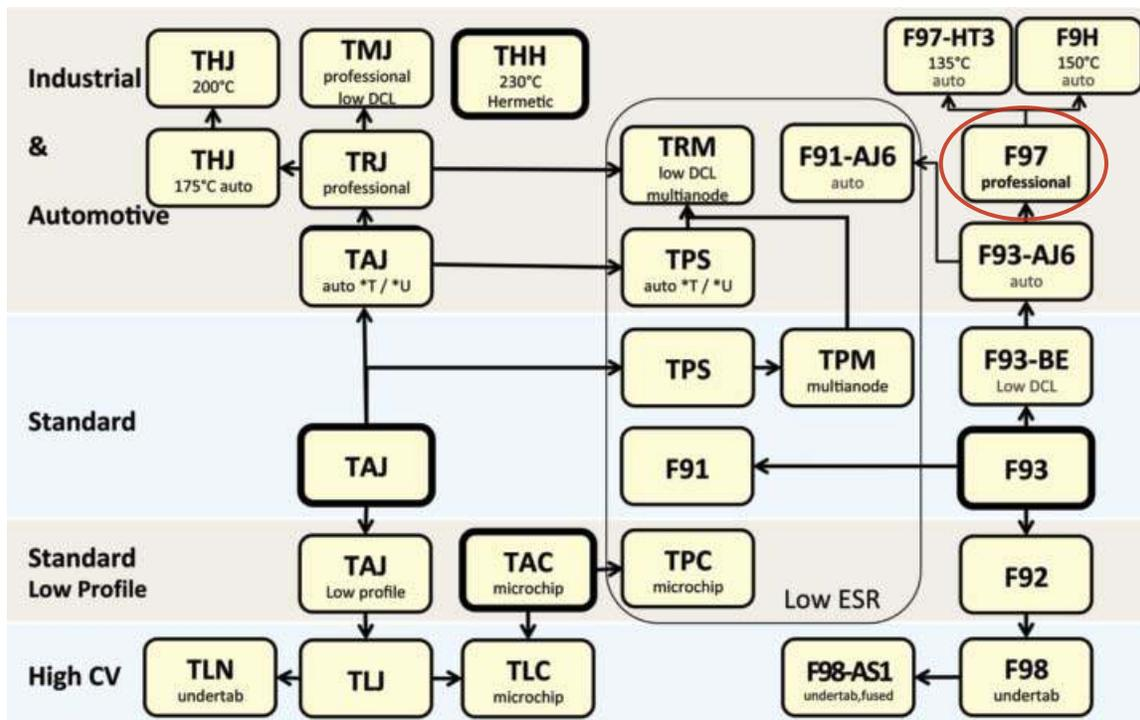 THJ
200°C
TMJ
professional
low DCL
THH
230°C
Hermetic
F97-HT3
135°C
auto
F9H
150°C
auto
Industrial
&
Automotive
THJ
175°C auto
TRJ
professional
TRM
low DCL
multianode
F91-AJ6
auto
F97
professional
TAJ
auto *T / *U
TPS
auto *T / *U
F93-AJ6
auto
Standard
TPS
TPM
multianode
F93-BE
Low DCL
TAJ
F91
F93
Standard
Low Profile
TAJ
Low profile
TAC
microchip
TPC
microchip
Low ESR
F92
High CV
TLN
undertab
TLJ
TLC
microchip
F98-AS1
undertab,fused
F98
undertab